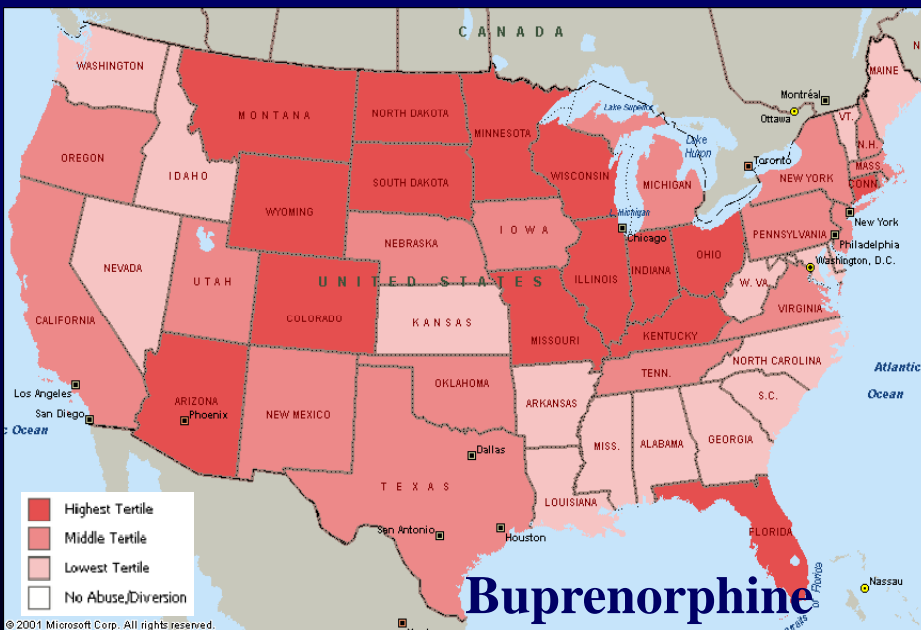 CANADA
WASHINGTON
MONTANA
NORTH DAKOTA
MINNESOTA
Lake Superior
Montréal
Ottawa
MAINE
VT.
N.H.
OREGON
IDAHO
SOUTH DAKOTA
WISCONSIN
Lake
Huron
Toronto
MASS.
WYOMING
MICHIGAN
NEW YORK
CONN.
L. Michigan
New York
NEBRASKA
IOWA
Chicago
PENNSYLVANIA
Philadelphia
NEVADA
UTAH
UNITED STATES
ILLINOIS
INDIANA
OHIO
Washington, D.C.
W. VA.
CALIFORNIA
COLORADO
KANSAS
MISSOURI
KENTUCKY
VIRGINIA
NORTH CAROLINA
TENN.
Atlantic
Ocean
Los Angeles
ARIZONA
Phoenix
NEW MEXICO
OKLAHOMA
ARKANSAS
S.C.
San Diego
c Ocean
MISS.
ALABAMA
GEORGIA
Dallas
TEXAS
LOUISIANA
San Antonio
Houston
FLORIDA
Nassau
Highest Tertile
Middle Tertile
Lowest Tertile
No Abuse/Diversion
Buprenorphine
© 2001 Microsoft Corp. All rights reserved.